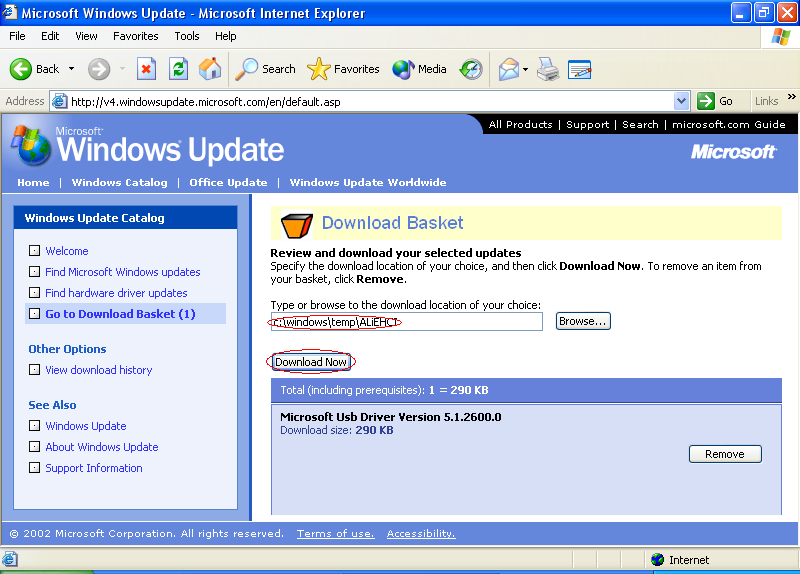 Microsoft Windows Update - Microsoft Internet Explorer
File Edit View Favorites Tools Help
Back Search Favorites Media
Address http://v4.windowsupdate.microsoft.com/en/default.asp Go Links »
All Products | Support | Search | microsoft.com Guide
Microsoft
Windows Update
Microsoft
Home | Windows Catalog | Office Update | Windows Update Worldwide
Windows Update Catalog
Welcome
Find Microsoft Windows updates
Find hardware driver updates
Go to Download Basket (1)
Other Options
View download history
See Also
Windows Update
About Windows Update
Support Information
Download Basket
Review and download your selected updates
Specify the download location of your choice, and then click Download Now. To remove an item from
your basket, click Remove.
Type or browse to the download location of your choice:
c:\windows\temp\ALiEHCI Browse...
Download Now
Total (including prerequisites): 1 = 290 KB
Microsoft Usb Driver Version 5.1.2600.0
Download size: 290 KB
Remove
© 2002 Microsoft Corporation. All rights reserved. Terms of use. Accessibility.
Internet